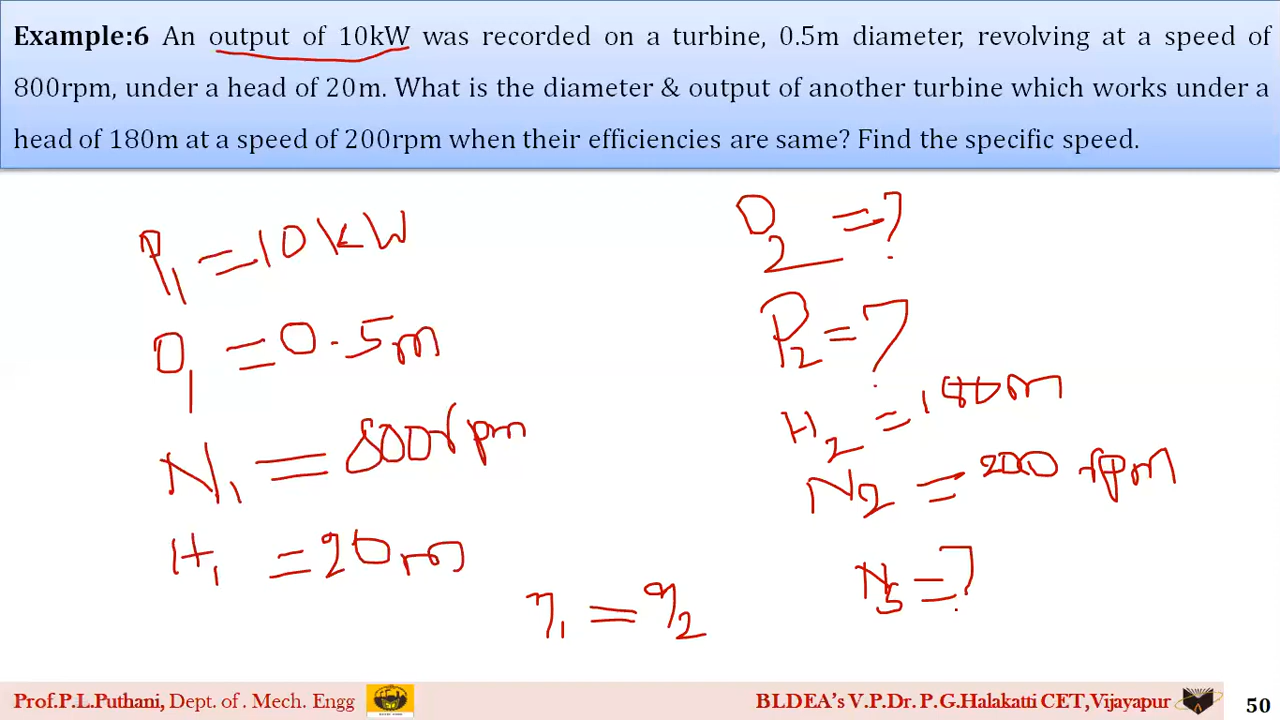 Example:6 An output of 10kW was recorded on a turbine, 0.5m diameter, revolving at a speed of
800rpm, under a head of 20m. What is the diameter & output of another turbine which works under a
head of 180m at a speed of 200rpm when their efficiencies are same? Find the specific speed.
P1 = 10 kW
D1 = 0.5m
N1 = 800rpm
H1 = 20m
η1 = η2
D2 = ?
P2 = ?
H2 = 180m
N2 = 200 rpm
Ns = ?
Prof.P.L.Puthani, Dept. of. Mech. Engg
BLDEA's V.P.Dr. P.G.Halakatti CET,Vijayapur
50